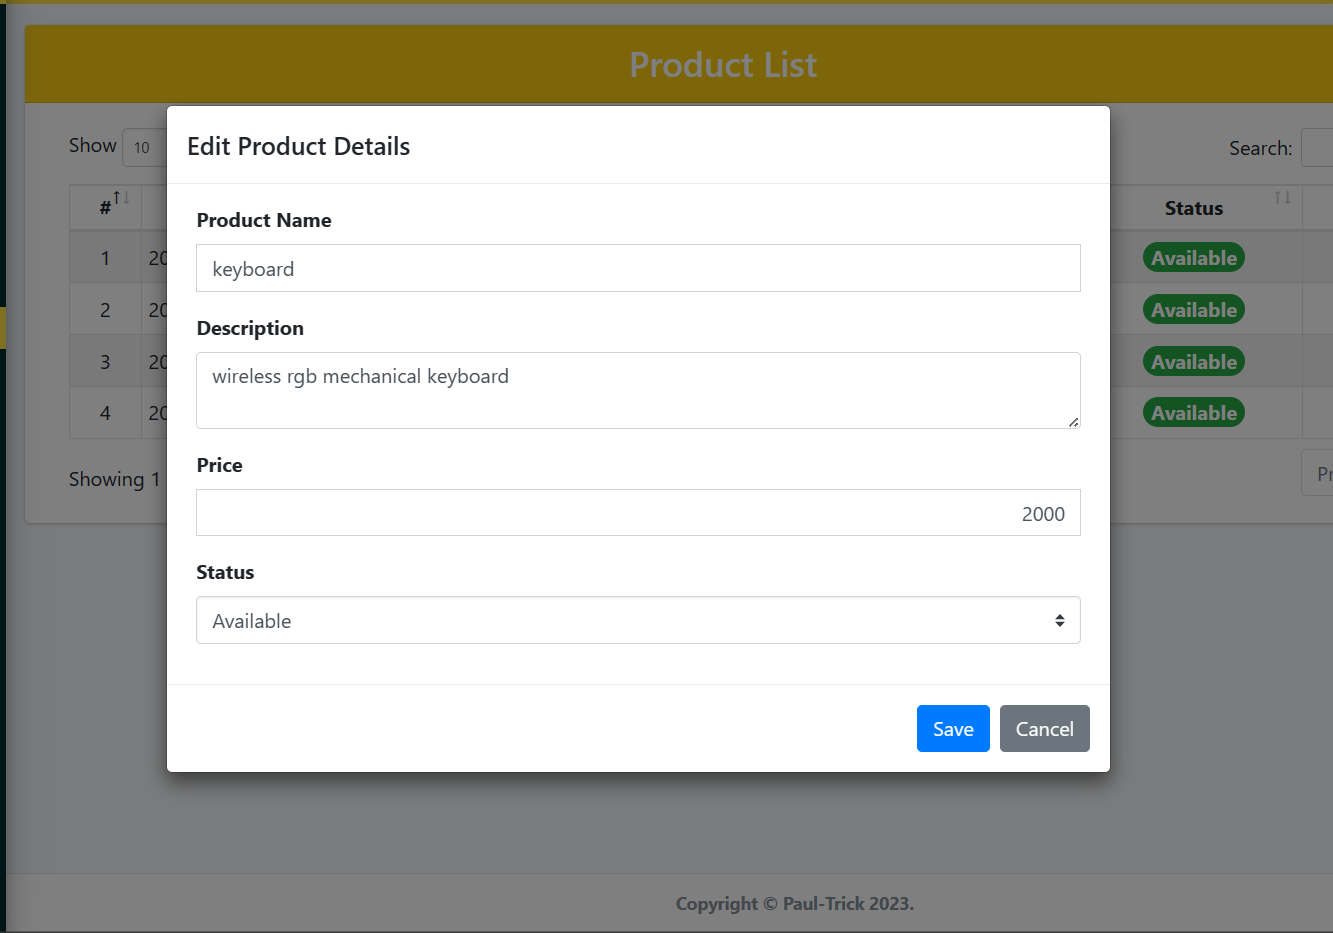 Product List
Show 10
Search:
#
Status
1 20 Available
2 20 Available
3 20 Available
4 20 Available
Showing 1
Edit Product Details
Product Name
keyboard
Description
wireless rgb mechanical keyboard
Price
2000
Status
Available
Save Cancel
Copyright © Paul-Trick 2023.